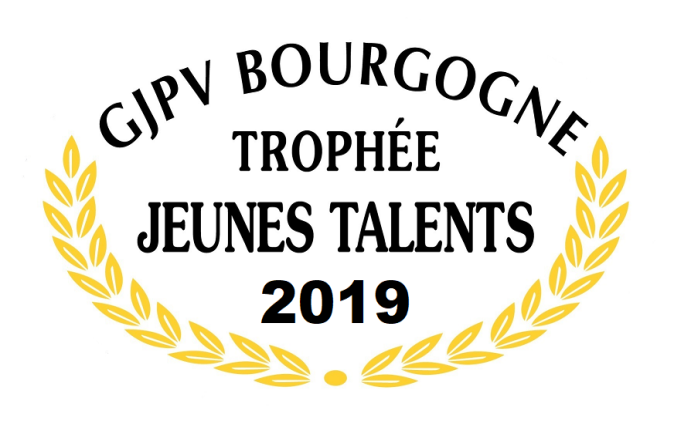 GJPV BOURGOGNE
TROPHÉE
JEUNES TALENTS
2019